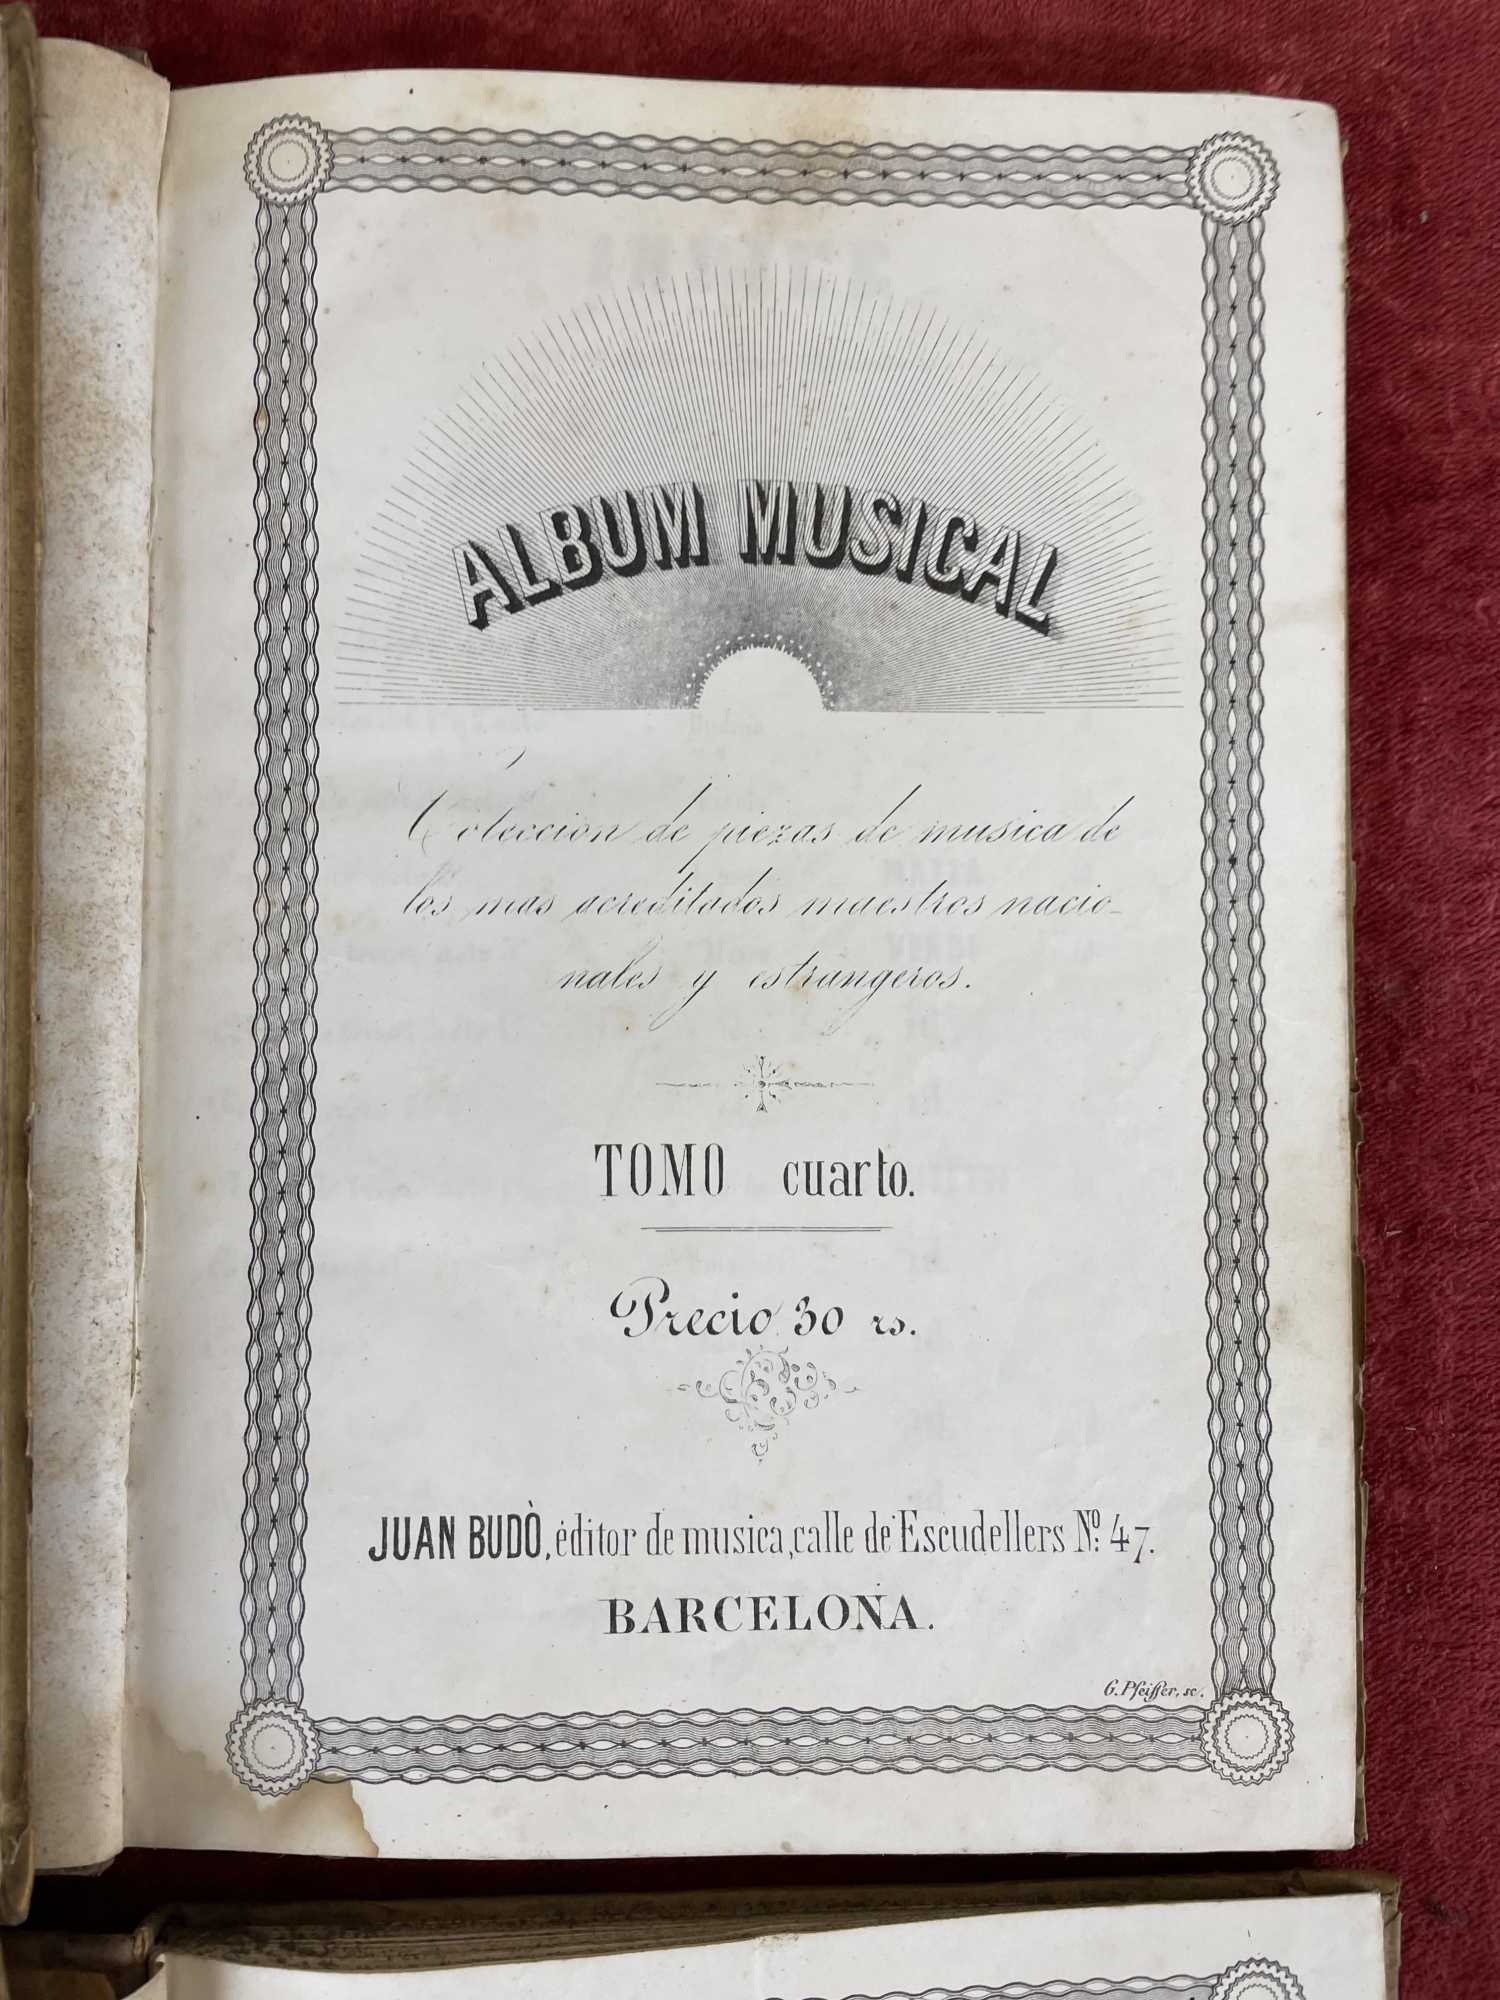 ALBUM MUSICAL
Coleccion de piezas de musica de
los mas acreditados maestros nacio-
nales y estrangeros.
TOMO cuarto.
Precio 30 rs.
JUAN BUDÒ, éditor de musica, calle de Escudellers Nº. 47.
BARCELONA.
G. Pfeiffer, sc.